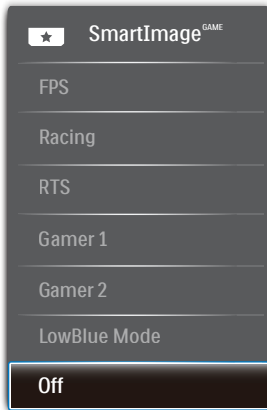 SmartImage GAME
FPS
Racing
RTS
Gamer 1
Gamer 2
LowBlue Mode
Off